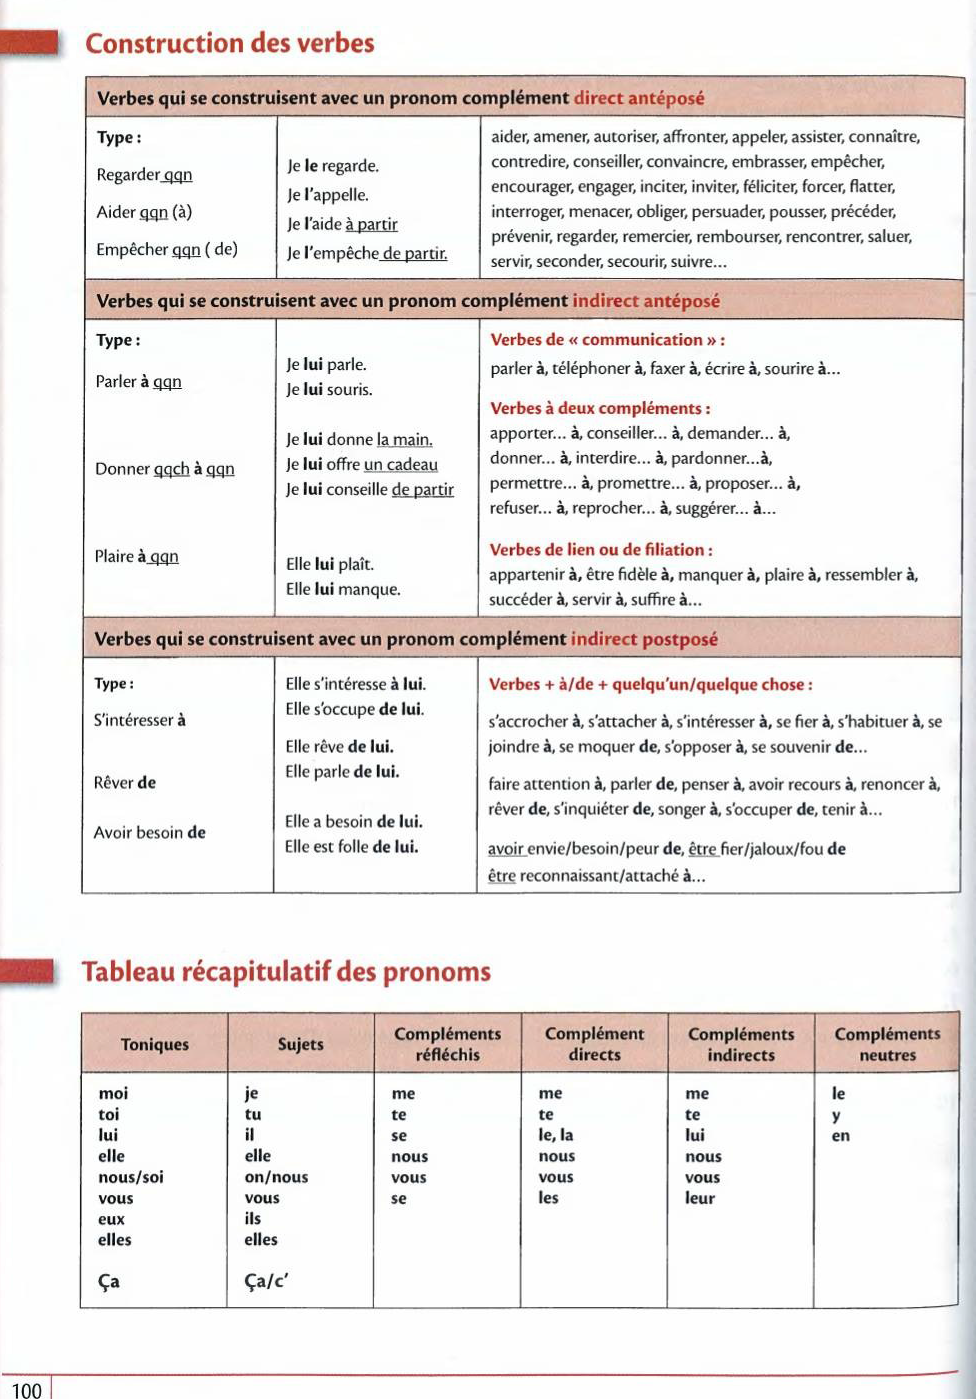 Construction des verbes
Verbes qui se construisent avec un pronom complément direct antéposé
Type :
Regarder qqn
Aider qqn (à)
Empêcher qqn ( de)
Je le regarde.
Je l'appelle.
Je l'aide à partir
Je l'empêche de partir.
aider, amener, autoriser, affronter, appeler, assister, connaître,
contredire, conseiller, convaincre, embrasser, empêcher,
encourager, engager, inciter, inviter, féliciter, forcer, flatter,
interroger, menacer, obliger, persuader, pousser, précéder,
prévenir, regarder, remercier, rembourser, rencontrer, saluer,
servir, seconder, secourir, suivre...
Verbes qui se construisent avec un pronom complément indirect antéposé
Type :
Parler à qqn
Donner qqch à qqn
Plaire à qqn
Je lui parle.
Je lui souris.
Je lui donne la main.
Je lui offre un cadeau
Je lui conseille de partir
Elle lui plaît.
Elle lui manque.
Verbes de « communication » :
parler à, téléphoner à, faxer à, écrire à, sourire à...
Verbes à deux compléments :
apporter... à, conseiller... à, demander... à,
donner... à, interdire... à, pardonner...à,
permettre... à, promettre... à, proposer... à,
refuser... à, reprocher... à, suggérer... à...
Verbes de lien ou de filiation :
appartenir à, être fidèle à, manquer à, plaire à, ressembler à,
succéder à, servir à, suffire à...
Verbes qui se construisent avec un pronom complément indirect postposé
Type :
S'intéresser à
Rêver de
Avoir besoin de
Elle s'intéresse à lui.
Elle s'occupe de lui.
Elle rêve de lui.
Elle parle de lui.
Elle a besoin de lui.
Elle est folle de lui.
Verbes + à/de + quelqu'un/quelque chose :
s'accrocher à, s'attacher à, s'intéresser à, se fier à, s'habituer à, se
joindre à, se moquer de, s'opposer à, se souvenir de...
faire attention à, parler de, penser à, avoir recours à, renoncer à,
rêver de, s'inquiéter de, songer à, s'occuper de, tenir à...
avoir envie/besoin/peur de, être fier/jaloux/fou de
être reconnaissant/attaché à...
Tableau récapitulatif des pronoms
Toniques
Sujets
Compléments
réfléchis
Complément
directs
Compléments
indirects
Compléments
neutres
moi
toi
lui
elle
nous/soi
vous
eux
elles
Ça
je
tu
il
elle
on/nous
vous
ils
elles
Ça/c'
me
te
se
nous
vous
se
me
te
le, la
nous
vous
les
me
te
lui
nous
vous
leur
le
y
en
100